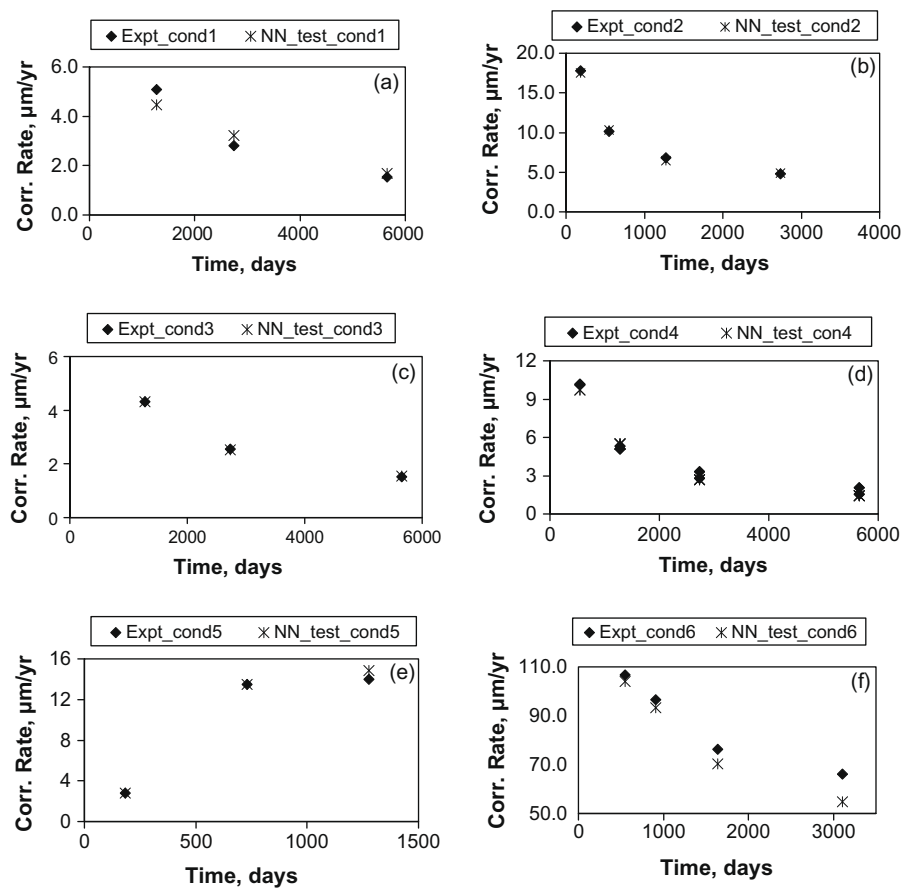 Expt_cond1 NN_test_cond1
(a)
Corr. Rate, μm/yr
6.0
4.0
2.0
0.0
0 2000 4000 6000
Time, days
Expt_cond2 NN_test_cond2
(b)
Corr. Rate, μm/yr
20.0
15.0
10.0
5.0
0.0
0 1000 2000 3000 4000
Time, days
Expt_cond3 NN_test_cond3
(c)
Corr. Rate, μm/yr
6
4
2
0
0 2000 4000 6000
Time, days
Expt_cond4 NN_test_con4
(d)
Corr. Rate, μm/yr
12
9
6
3
0
0 2000 4000 6000
Time, days
Expt_cond5 NN_test_cond5
(e)
Corr. Rate, μm/yr
16
12
8
4
0
0 500 1000 1500
Time, days
Expt_cond6 NN_test_cond6
(f)
Corr. Rate, μm/yr
110.0
90.0
70.0
50.0
0 1000 2000 3000
Time, days